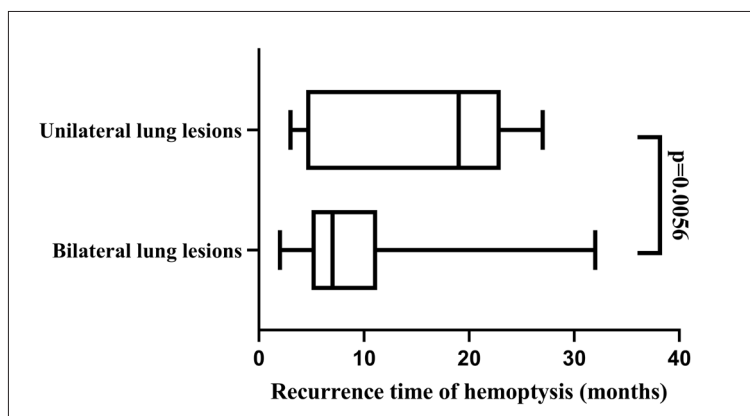 Unilateral lung lesions
Bilateral lung lesions
p=0.0056
0 10 20 30 40
Recurrence time of hemoptysis (months)